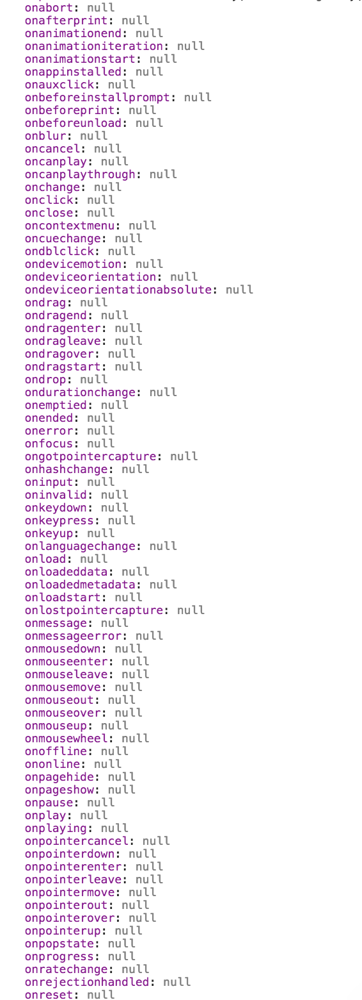 onabort: null
onafterprint: null
onanimationend: null
onanimationiteration: null
onanimationstart: null
onappinstalled: null
onauxclick: null
onbeforeinstallprompt: null
onbeforeprint: null
onbeforeunload: null
onblur: null
oncancel: null
oncanplay: null
oncanplaythrough: null
onchange: null
onclick: null
onclose: null
oncontextmenu: null
oncuechange: null
ondblclick: null
ondevicemotion: null
ondeviceorientation: null
ondeviceorientationabsolute: null
ondrag: null
ondragend: null
ondragenter: null
ondragleave: null
ondragover: null
ondragstart: null
ondrop: null
ondurationchange: null
onemptied: null
onended: null
onerror: null
onfocus: null
ongotpointercapture: null
onhashchange: null
oninput: null
oninvalid: null
onkeydown: null
onkeypress: null
onkeyup: null
onlanguagechange: null
onload: null
onloadeddata: null
onloadedmetadata: null
onloadstart: null
onlostpointercapture: null
onmessage: null
onmessageerror: null
onmousedown: null
onmouseenter: null
onmouseleave: null
onmousemove: null
onmouseout: null
onmouseover: null
onmouseup: null
onmousewheel: null
onoffline: null
ononline: null
onpagehide: null
onpageshow: null
onpause: null
onplay: null
onplaying: null
onpointercancel: null
onpointerdown: null
onpointerenter: null
onpointerleave: null
onpointermove: null
onpointerout: null
onpointerover: null
onpointerup: null
onpopstate: null
onprogress: null
onratechange: null
onrejectionhandled: null
onreset: null